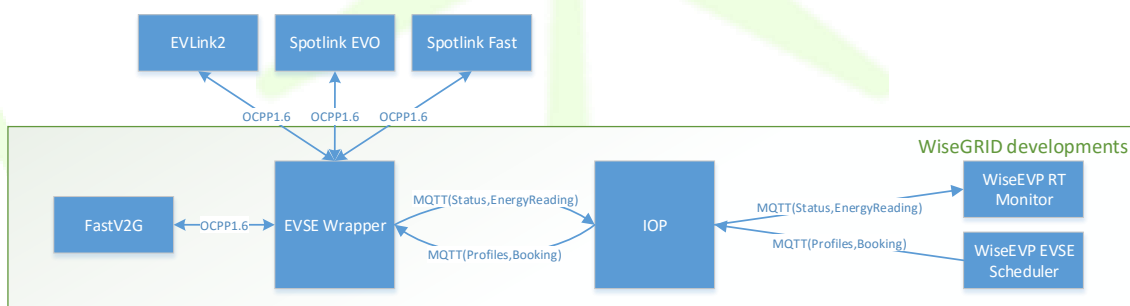 EVLink2
Spotlink EVO
Spotlink Fast
OCPP1.6
OCPP1.6
OCPP1.6
WiseGRID developments
FastV2G
OCPP1.6
EVSE Wrapper
MQTT(Status,EnergyReading)
MQTT(Profiles,Booking)
IOP
MQTT(Status,EnergyReading)
MQTT(Profiles,Booking)
WiseEVP RT
Monitor
WiseEVP EVSE
Scheduler